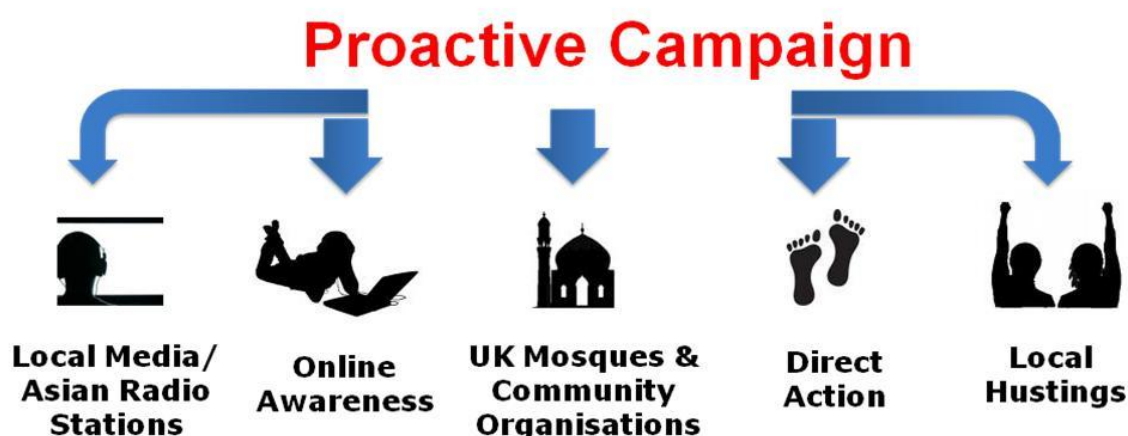 Proactive Campaign
Local Media/
Asian Radio
Stations
Online
Awareness
UK Mosques &
Community
Organisations
Direct
Action
Local
Hustings